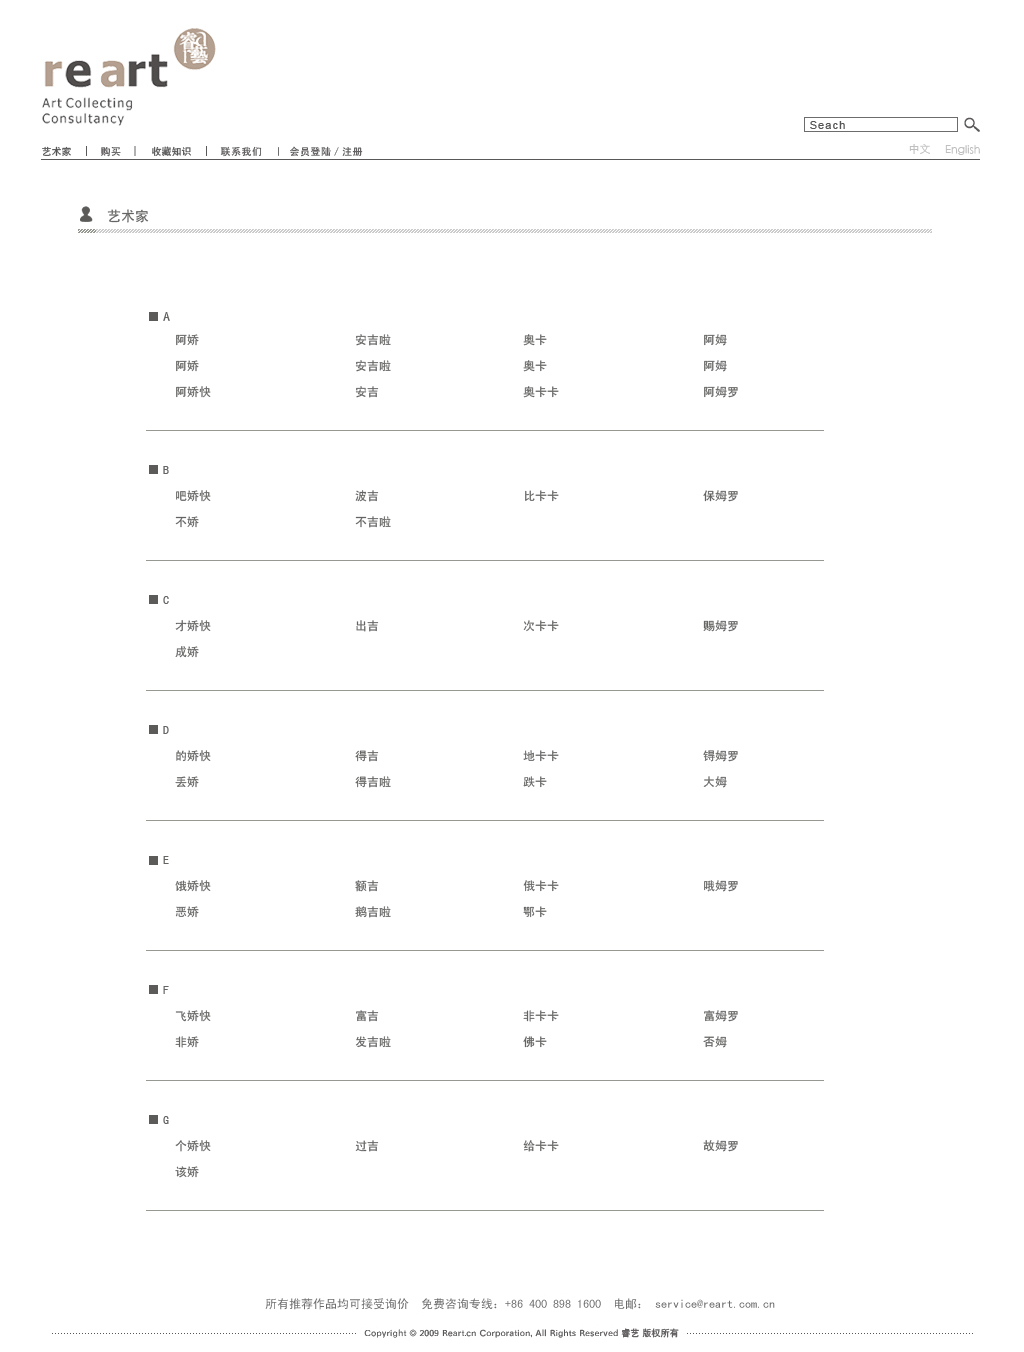 re art 睿艺
Art Collecting
Consultancy
Seach
艺术家 | 购买 | 收藏知识 | 联系我们 | 会员登陆 / 注册
中文 English
艺术家
A
阿娇 安吉啦 奥卡 阿姆
阿娇 安吉啦 奥卡 阿姆
阿娇快 安吉 奥卡卡 阿姆罗
B
吧娇快 波吉 比卡卡 保姆罗
不娇 不吉啦
C
才娇快 出吉 次卡卡 赐姆罗
成娇
D
的娇快 得吉 地卡卡 锝姆罗
丢娇 得吉啦 跌卡 大姆
E
饿娇快 额吉 俄卡卡 哦姆罗
恶娇 鹅吉啦 鄂卡
F
飞娇快 富吉 非卡卡 富姆罗
非娇 发吉啦 佛卡 否姆
G
个娇快 过吉 给卡卡 故姆罗
该娇
所有推荐作品均可接受询价 免费咨询专线：+86 400 898 1600 电邮： service@reart.com.cn
Copyright © 2009 Reart.cn Corporation, All Rights Reserved 睿艺 版权所有